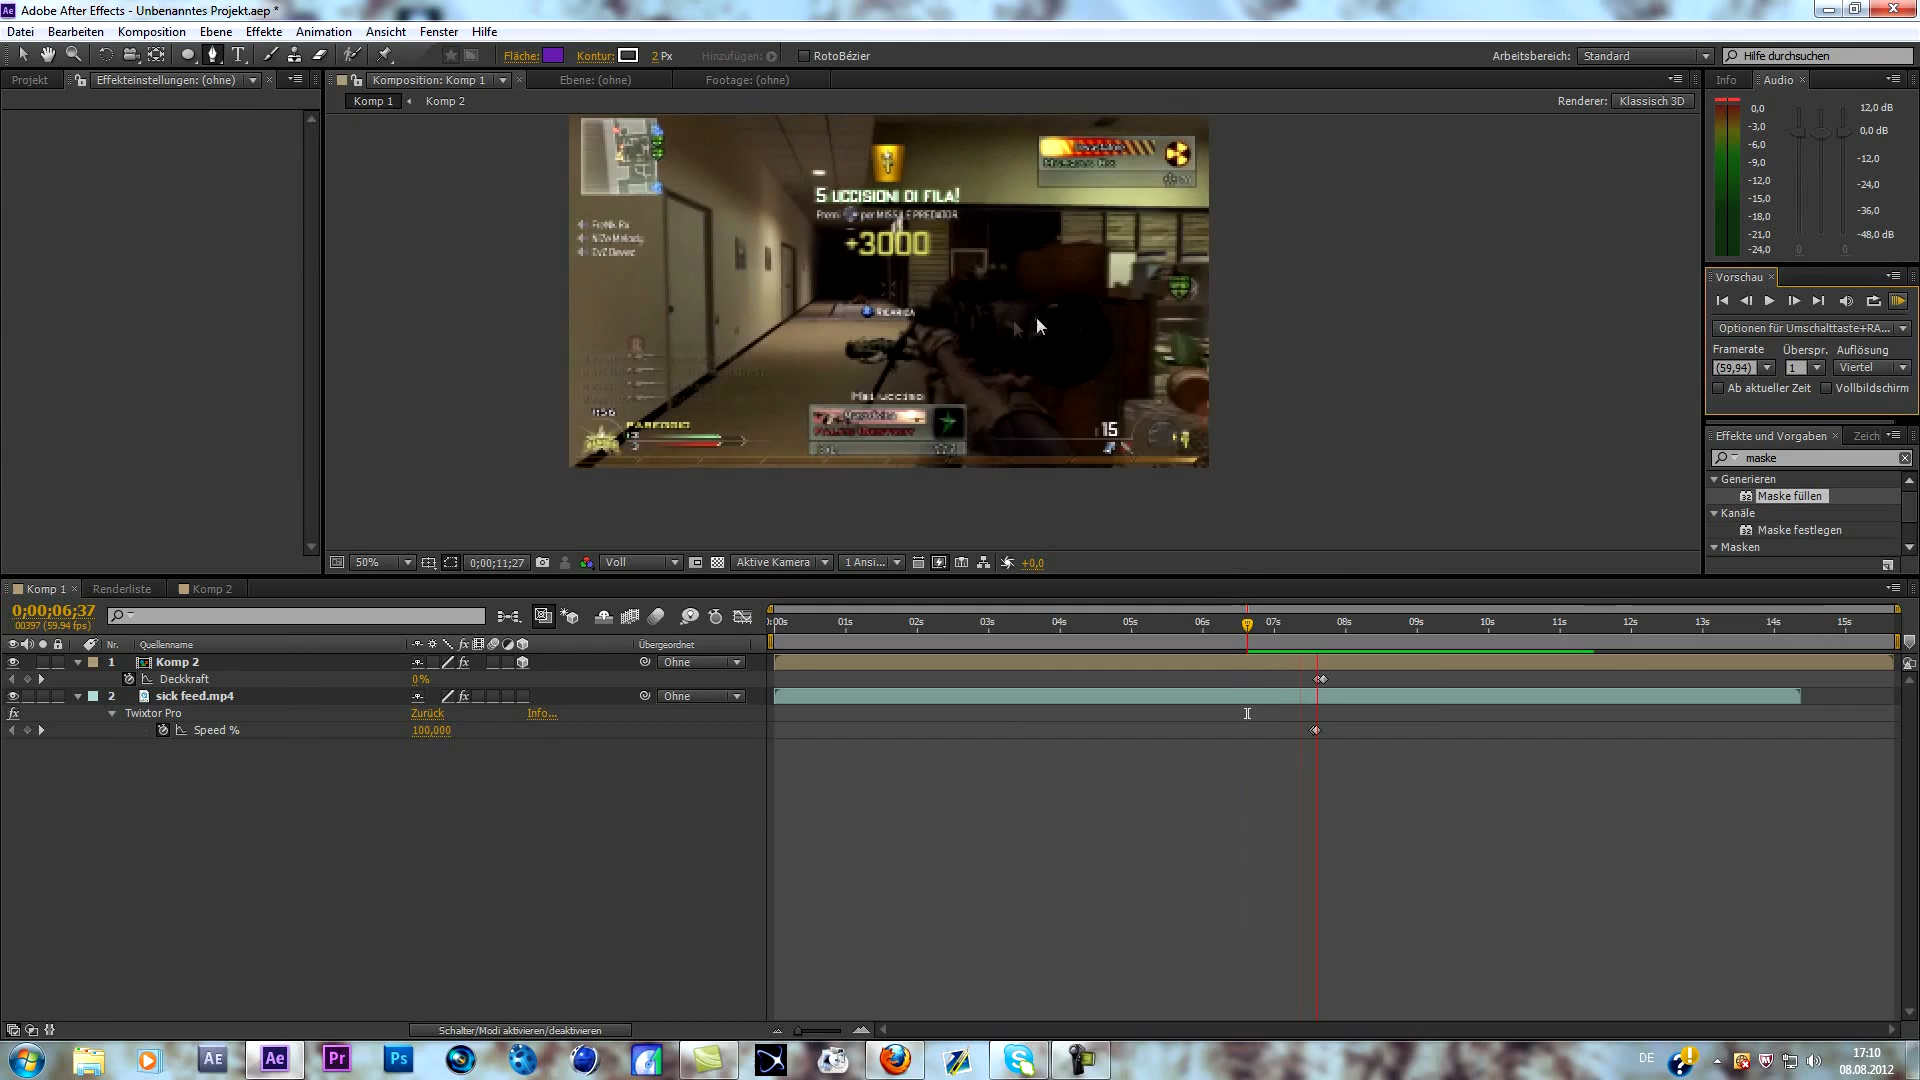 Adobe After Effects - Unbenanntes Projekt.aep *
Datei Bearbeiten Komposition Ebene Effekte Animation Ansicht Fenster Hilfe
Fläche: Kontur: 2 Px Hinzufügen: RotoBézier
Arbeitsbereich: Standard Hilfe durchsuchen
Projekt Effekteinstellungen: (ohne) Komposition: Komp 1 Ebene: (ohne) Footage: (ohne)
Komp 1 Komp 2
Renderer: Klassisch 3D
Info Audio
0,0
-3,0
-6,0
-9,0
-12,0
-15,0
-18,0
-21,0
-24,0
12,0 dB
0,0 dB
-12,0
-24,0
-36,0
-48,0 dB
0 0
5 UCCISIONI DI FILA!
+3000
RICARICA
15
Vorschau
Optionen für Umschalttaste+RA...
Framerate Überspr. Auflösung
(59,94) 1 Viertel
Ab aktueller Zeit Vollbildschirm
Effekte und Vorgaben Zeich
maske
Generieren
Maske füllen
Kanäle
Maske festlegen
Masken
50% 0;00;11;27 Voll Aktive Kamera 1 Ansi... +0,0
Komp 1 Renderliste Komp 2
0;00;06;37
00397 (59.94 fps)
Nr. Quellenname Übergeordnet
:00s 01s 02s 03s 04s 05s 06s 07s 08s 09s 10s 11s 12s 13s 14s 15s
1 Komp 2 Ohne
Deckkraft 0%
2 sick feed.mp4 Ohne
Twixtor Pro Zurück Info...
Speed % 100,000
Schalter/Modi aktivieren/deaktivieren
DE
17:10
08.08.2012